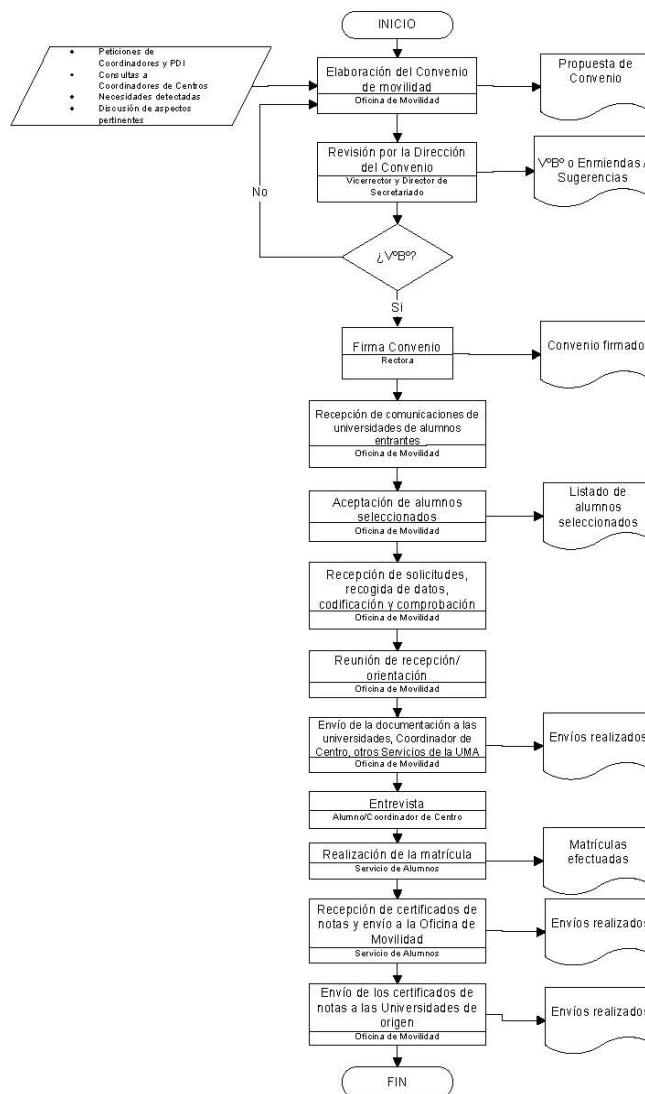 INICIO
Peticiones de
Coordinadores y PDI
Consultas a
Coordinadores de Centros
Necesidades detectadas
Discusión de aspectos
pertinentes
Elaboración del Convenio
de movilidad
Oficina de Movilidad
Propuesta de
Convenio
Revisión por la Dirección
del Convenio
Vicerrector y Director de
Secretariado
VºBº o Enmiendas /
Sugerencias
No
¿VºBº?
Si
Firma Convenio
Rectora
Convenio firmado
Recepción de comunicaciones de
universidades de alumnos
entrantes
Oficina de Movilidad
Aceptación de alumnos
seleccionados
Oficina de Movilidad
Listado de
alumnos
seleccionados
Recepción de solicitudes,
recogida de datos,
codificación y comprobación
Oficina de Movilidad
Reunión de recepción/
orientación
Oficina de Movilidad
Envío de la documentación a las
universidades, Coordinador de
Centro, otros Servicios de la UMA
Oficina de Movilidad
Envíos realizados
Entrevista
Alumno/Coordinador de Centro
Realización de la matrícula
Servicio de Alumnos
Matrículas
efectuadas
Recepción de certificados de
notas y envío a la Oficina de
Movilidad
Servicio de Alumnos
Envíos realizados
Envío de los certificados de
notas a las Universidades de
origen
Oficina de Movilidad
Envíos realizados
FIN